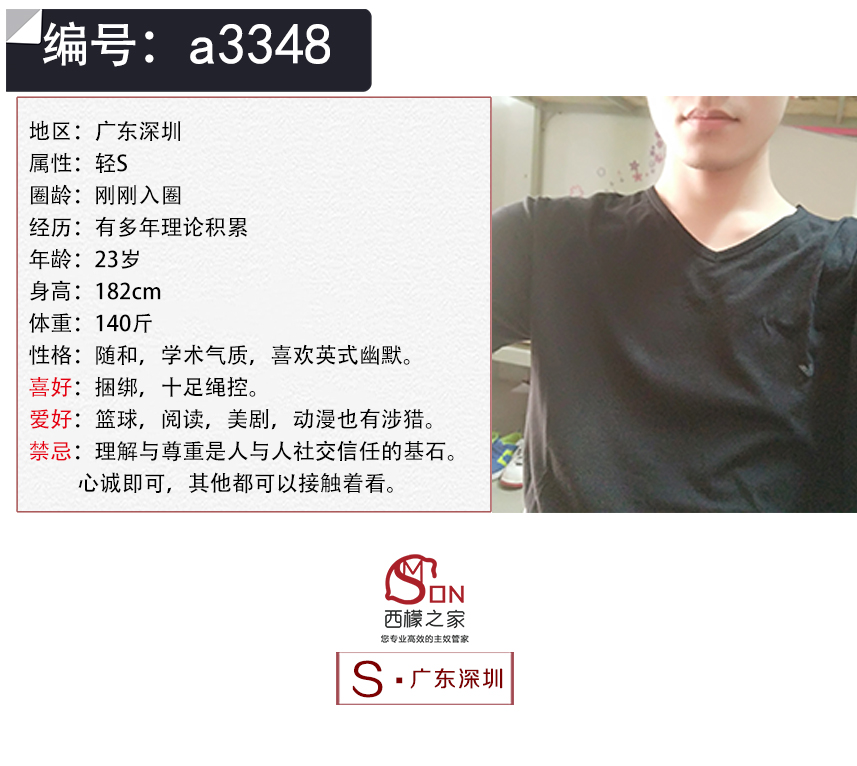 编号：a3348
地区：广东深圳
属性：轻S
圈龄：刚刚入圈
经历：有多年理论积累
年龄：23岁
身高：182cm
体重：140斤
性格：随和，学术气质，喜欢英式幽默。
喜好：捆绑，十足绳控。
爱好：篮球，阅读，美剧，动漫也有涉猎。
禁忌：理解与尊重是人与人社交信任的基石。
心诚即可，其他都可以接触着看。
SMON
西檬之家
您专业高效的主奴管家
S·广东深圳